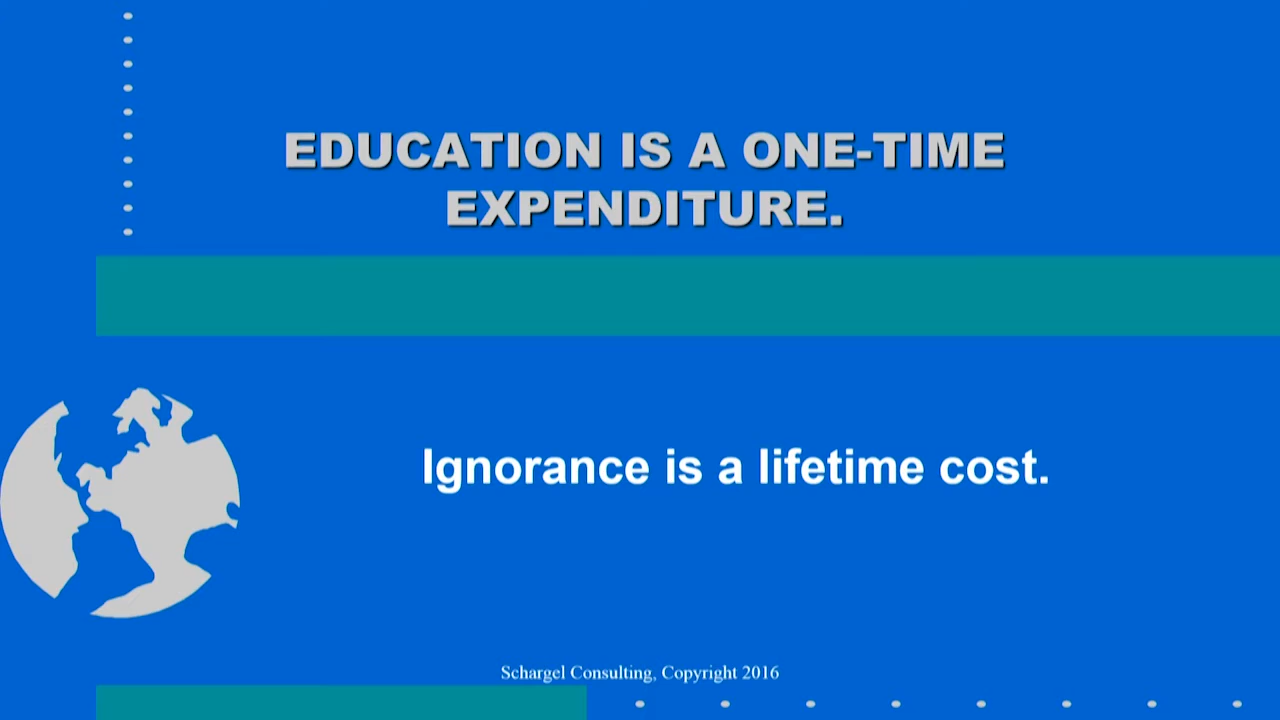 EDUCATION IS A ONE-TIME
EXPENDITURE.
Ignorance is a lifetime cost.
Schargel Consulting, Copyright 2016